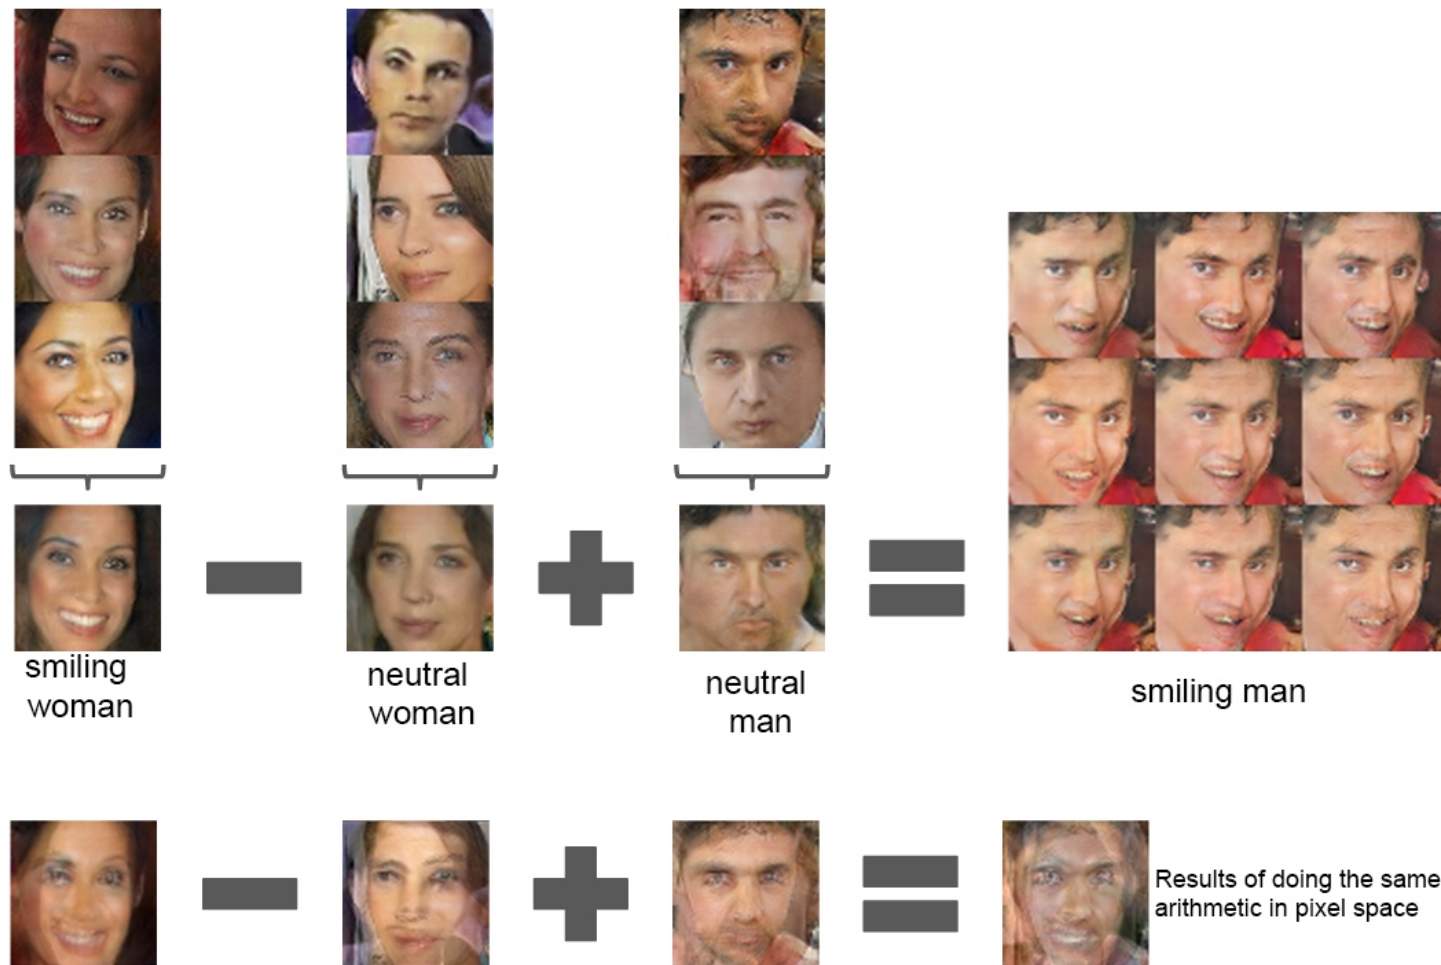 smiling
woman
neutral
woman
neutral
man
smiling man
Results of doing the same
arithmetic in pixel space